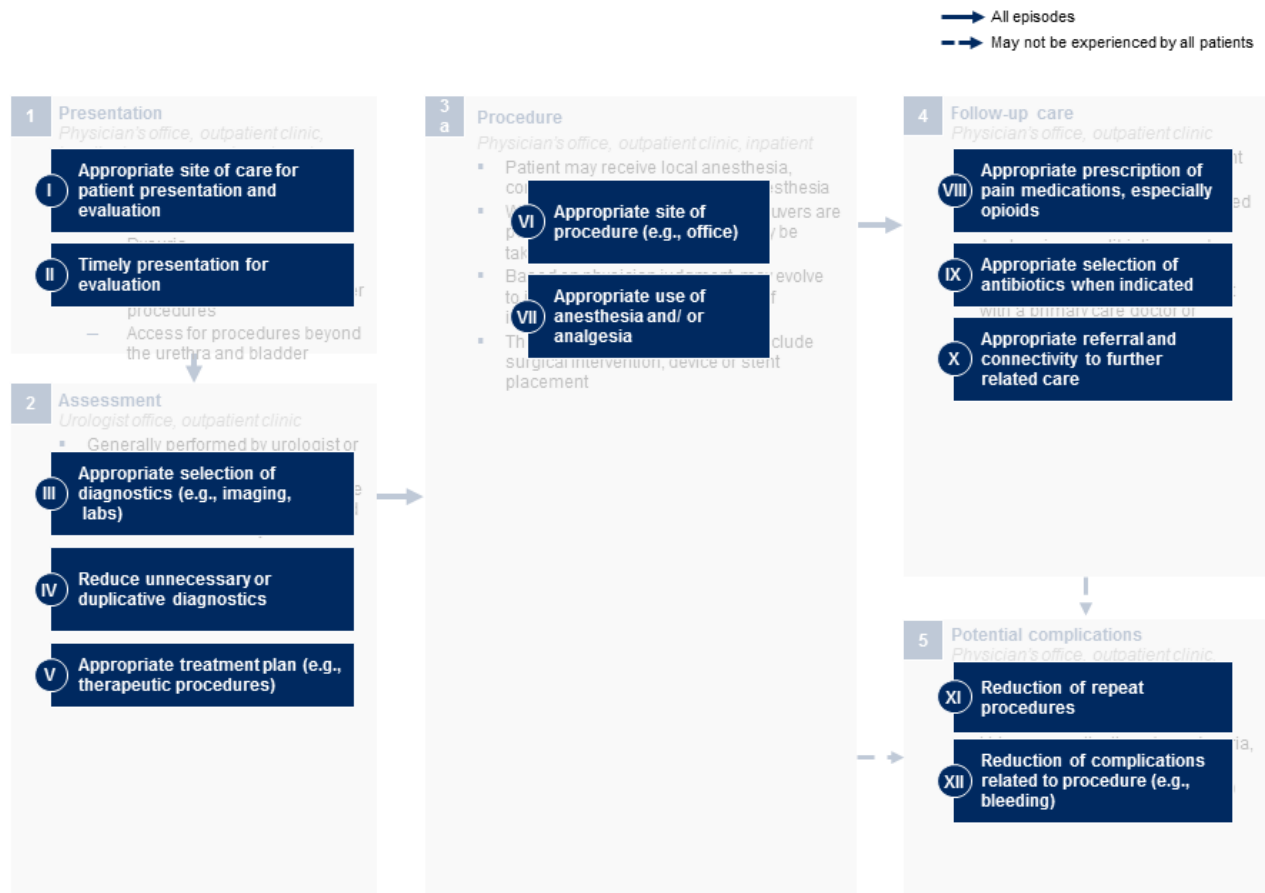 All episodes
May not be experienced by all patients
1
Presentation
Physician's office, outpatient clinic,
I
Appropriate site of care for
patient presentation and
evaluation
II
Timely presentation for
evaluation
procedures
– Access for procedures beyond
the urethra and bladder
2
Assessment
Urologist office, outpatient clinic
▪ Generally performed by urologist or
III
Appropriate selection of
diagnostics (e.g., imaging,
labs)
IV
Reduce unnecessary or
duplicative diagnostics
V
Appropriate treatment plan (e.g.,
therapeutic procedures)
3
a
Procedure
Physician's office, outpatient clinic, inpatient
▪ Patient may receive local anesthesia,
VI
Appropriate site of
procedure (e.g., office)
VII
Appropriate use of
anesthesia and/ or
analgesia
surgical intervention, device or stent
placement
4
Follow-up care
Physician's office, outpatient clinic
VIII
Appropriate prescription of
pain medications, especially
opioids
IX
Appropriate selection of
antibiotics when indicated
with a primary care doctor or
X
Appropriate referral and
connectivity to further
related care
5
Potential complications
Physician's office, outpatient clinic
XI
Reduction of repeat
procedures
XII
Reduction of complications
related to procedure (e.g.,
bleeding)